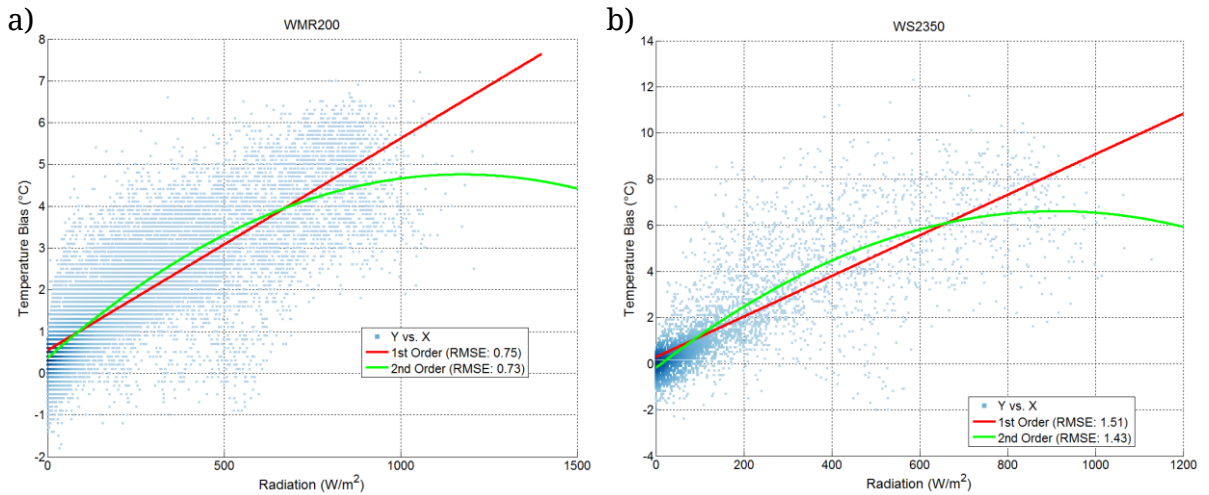 a)
WMR200
8
7
6
5
4
3
2
1
0
-1
-2
Temperature Bias (°C)
0
500
1000
1500
Radiation (W/m²)
Y vs. X
1st Order (RMSE: 0.75)
2nd Order (RMSE: 0.73)
b)
WS2350
14
12
10
8
6
4
2
0
-2
-4
Temperature Bias (°C)
0
200
400
600
800
1000
1200
Radiation (W/m²)
Y vs. X
1st Order (RMSE: 1.51)
2nd Order (RMSE: 1.43)